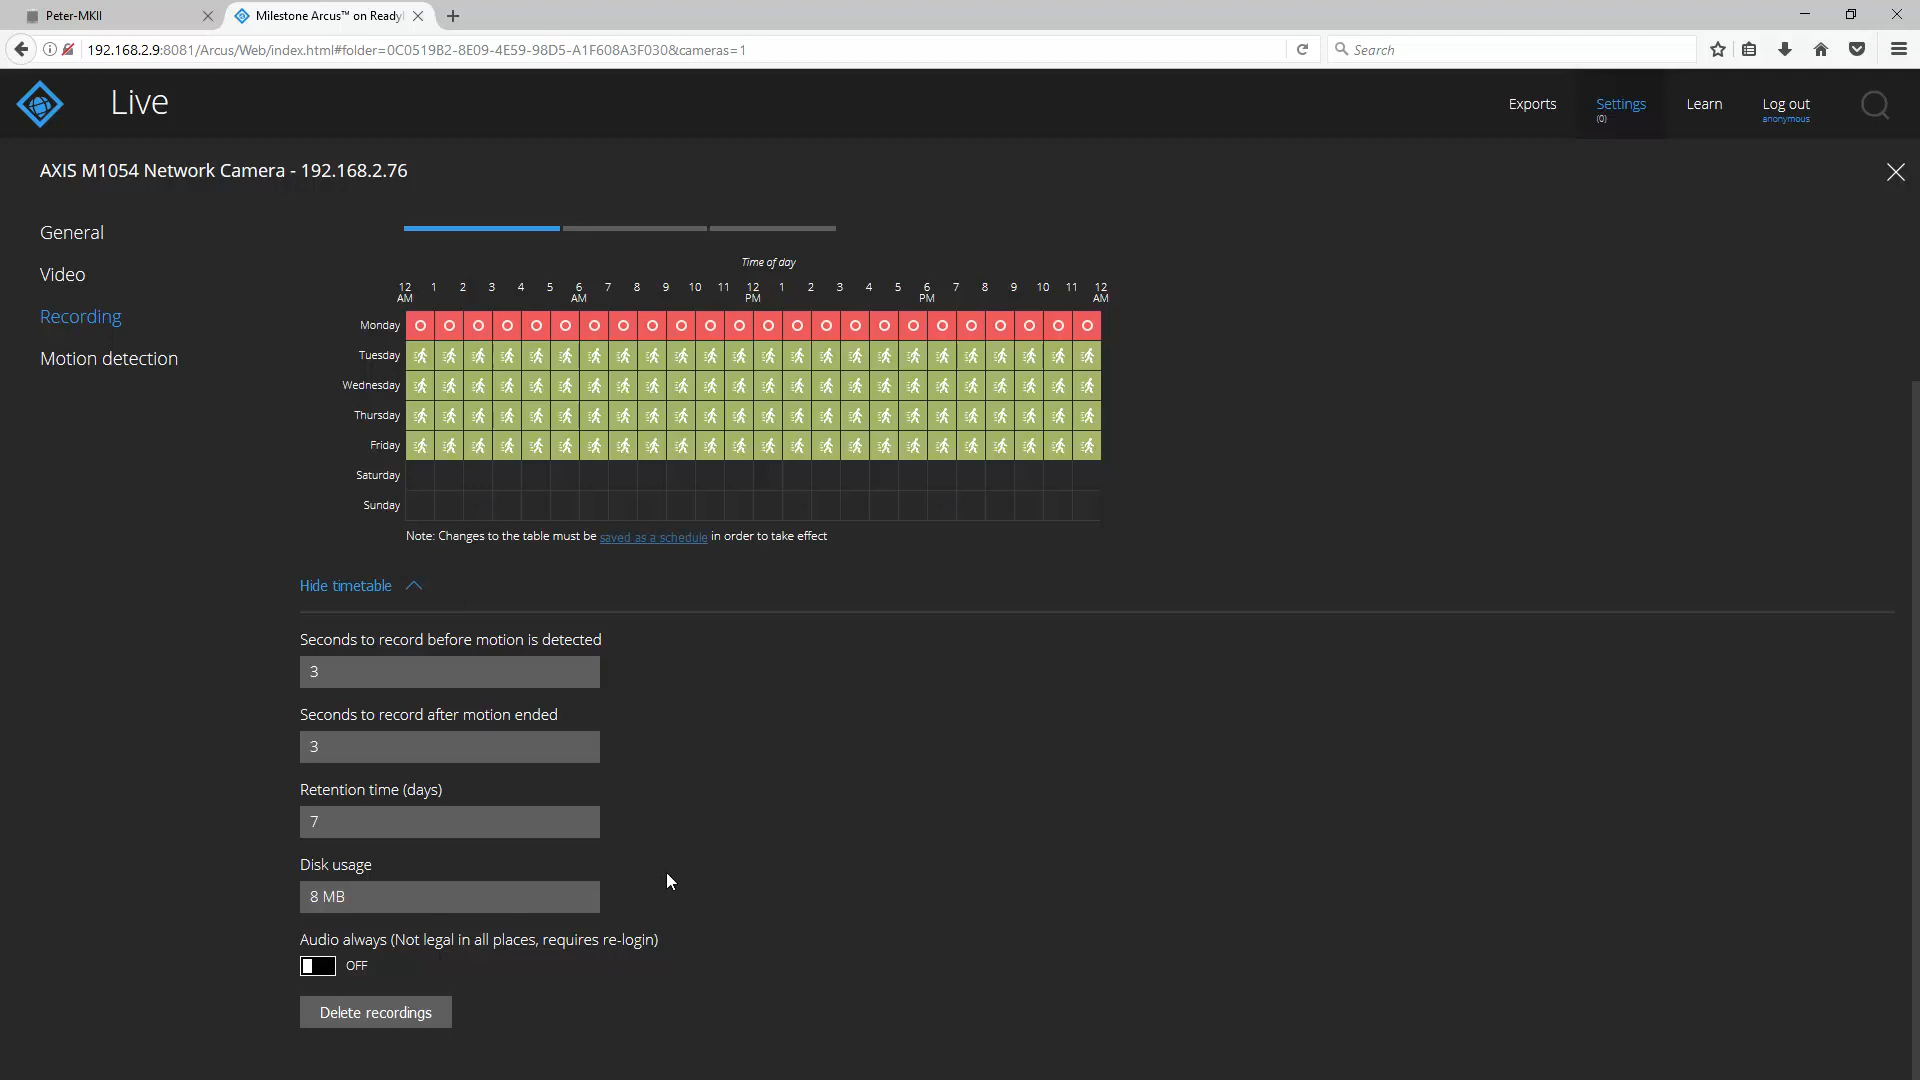 Peter-MKII
Milestone Arcus™ on Ready
192.168.2.9:8081/Arcus/Web/index.html#folder=0C0519B2-8E09-4E59-98D5-A1F608A3F030&cameras=1
Search
Live
Exports
Settings
(0)
Learn
Log out
anonymous
AXIS M1054 Network Camera - 192.168.2.76
General
Video
Recording
Motion detection
Time of day
12 AM 1 2 3 4 5 6 AM 7 8 9 10 11 12 PM 1 2 3 4 5 6 PM 7 8 9 10 11 12 AM
Monday
Tuesday
Wednesday
Thursday
Friday
Saturday
Sunday
Note: Changes to the table must be saved as a schedule in order to take effect
Hide timetable
Seconds to record before motion is detected
3
Seconds to record after motion ended
3
Retention time (days)
7
Disk usage
8 MB
Audio always (Not legal in all places, requires re-login)
OFF
Delete recordings